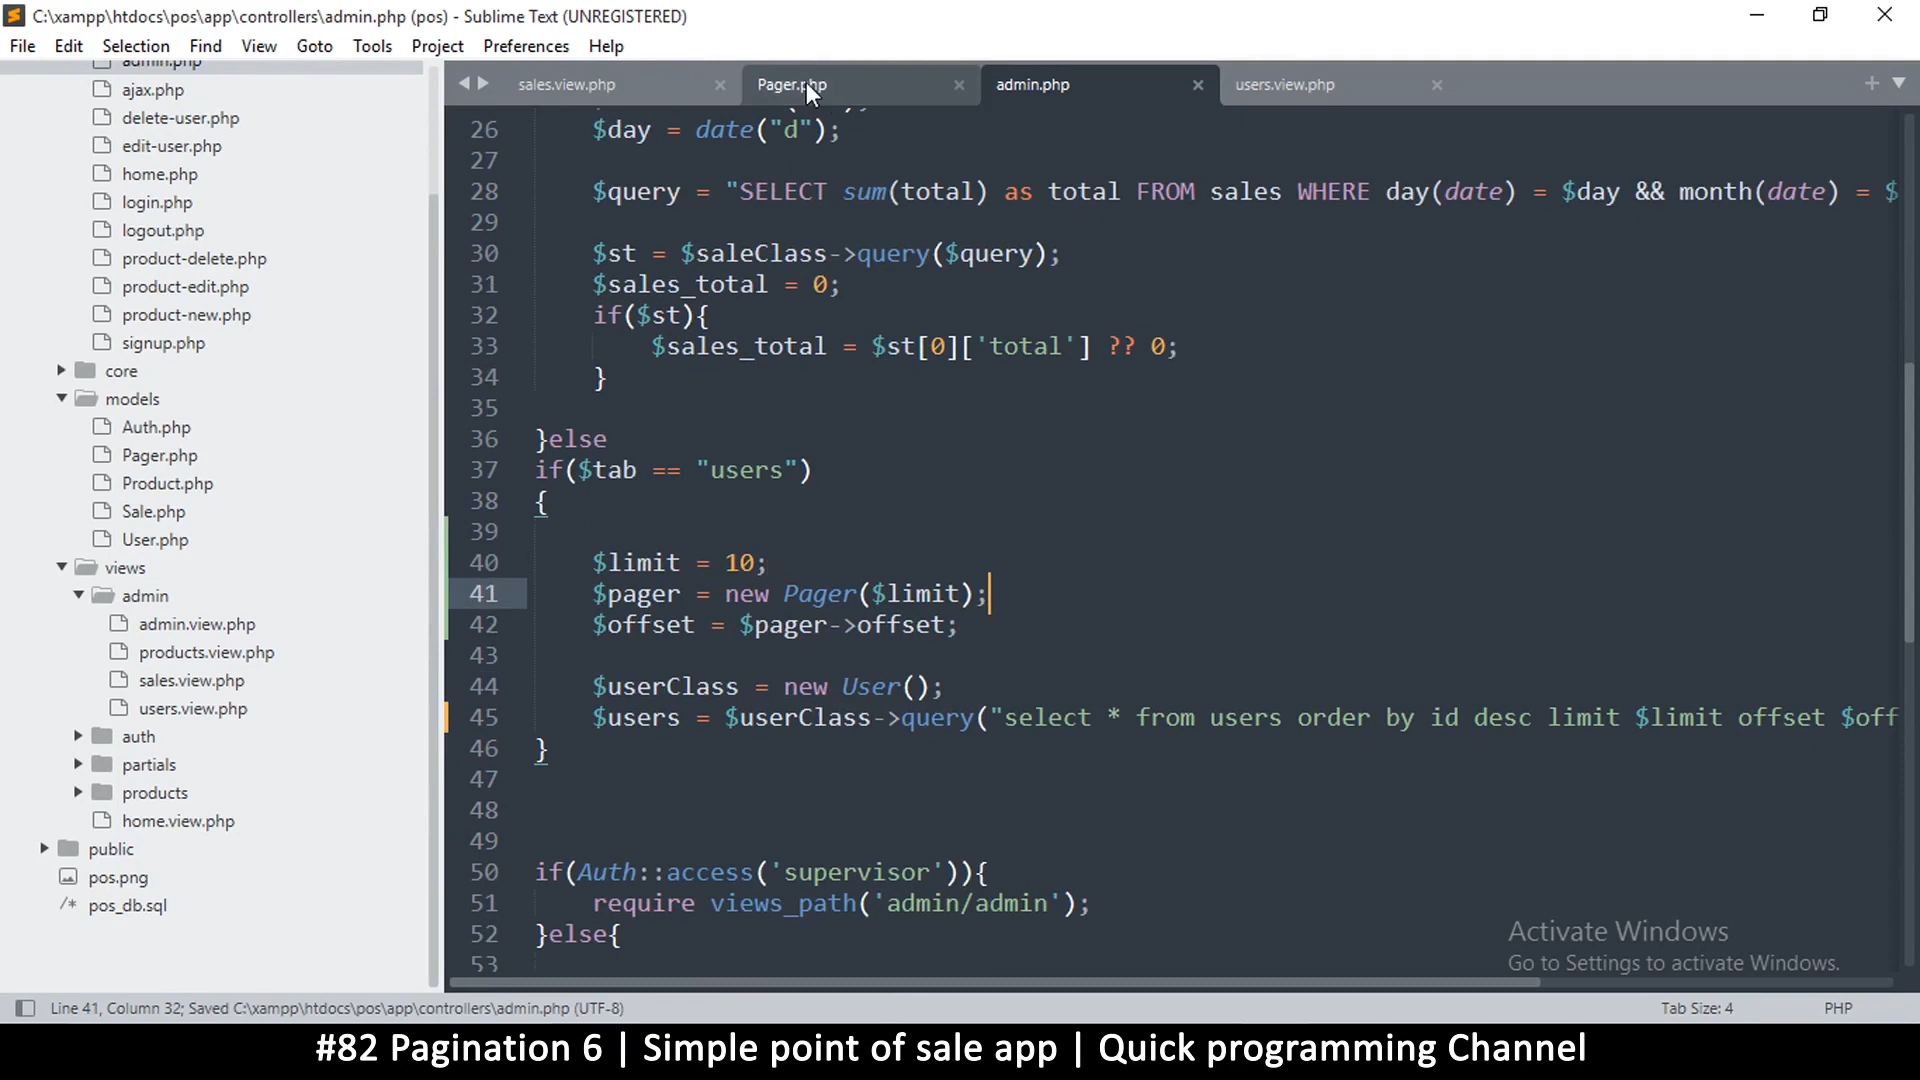 C:\xampp\htdocs\pos\app\controllers\admin.php (pos) - Sublime Text (UNREGISTERED)
File Edit Selection Find View Goto Tools Project Preferences Help
admin.php
ajax.php
delete-user.php
edit-user.php
home.php
login.php
logout.php
product-delete.php
product-edit.php
product-new.php
signup.php
core
models
Auth.php
Pager.php
Product.php
Sale.php
User.php
views
admin
admin.view.php
products.view.php
sales.view.php
users.view.php
auth
partials
products
home.view.php
public
pos.png
/* pos_db.sql
sales.view.php × Pager.php × admin.php × users.view.php ×
26 $day = date("d");
27
28 $query = "SELECT sum(total) as total FROM sales WHERE day(date) = $day && month(date) = $
29
30 $st = $saleClass->query($query);
31 $sales_total = 0;
32 if($st){
33 $sales_total = $st[0]['total'] ?? 0;
34 }
35
36 }else
37 if($tab == "users")
38 {
39
40 $limit = 10;
41 $pager = new Pager($limit);
42 $offset = $pager->offset;
43
44 $userClass = new User();
45 $users = $userClass->query("select * from users order by id desc limit $limit offset $off
46 }
47
48
49
50 if(Auth::access('supervisor')){
51 require views_path('admin/admin');
52 }else{
53
Activate Windows
Go to Settings to activate Windows.
Line 41, Column 32; Saved C:\xampp\htdocs\pos\app\controllers\admin.php (UTF-8) Tab Size: 4 PHP
#82 Pagination 6 | Simple point of sale app | Quick programming Channel